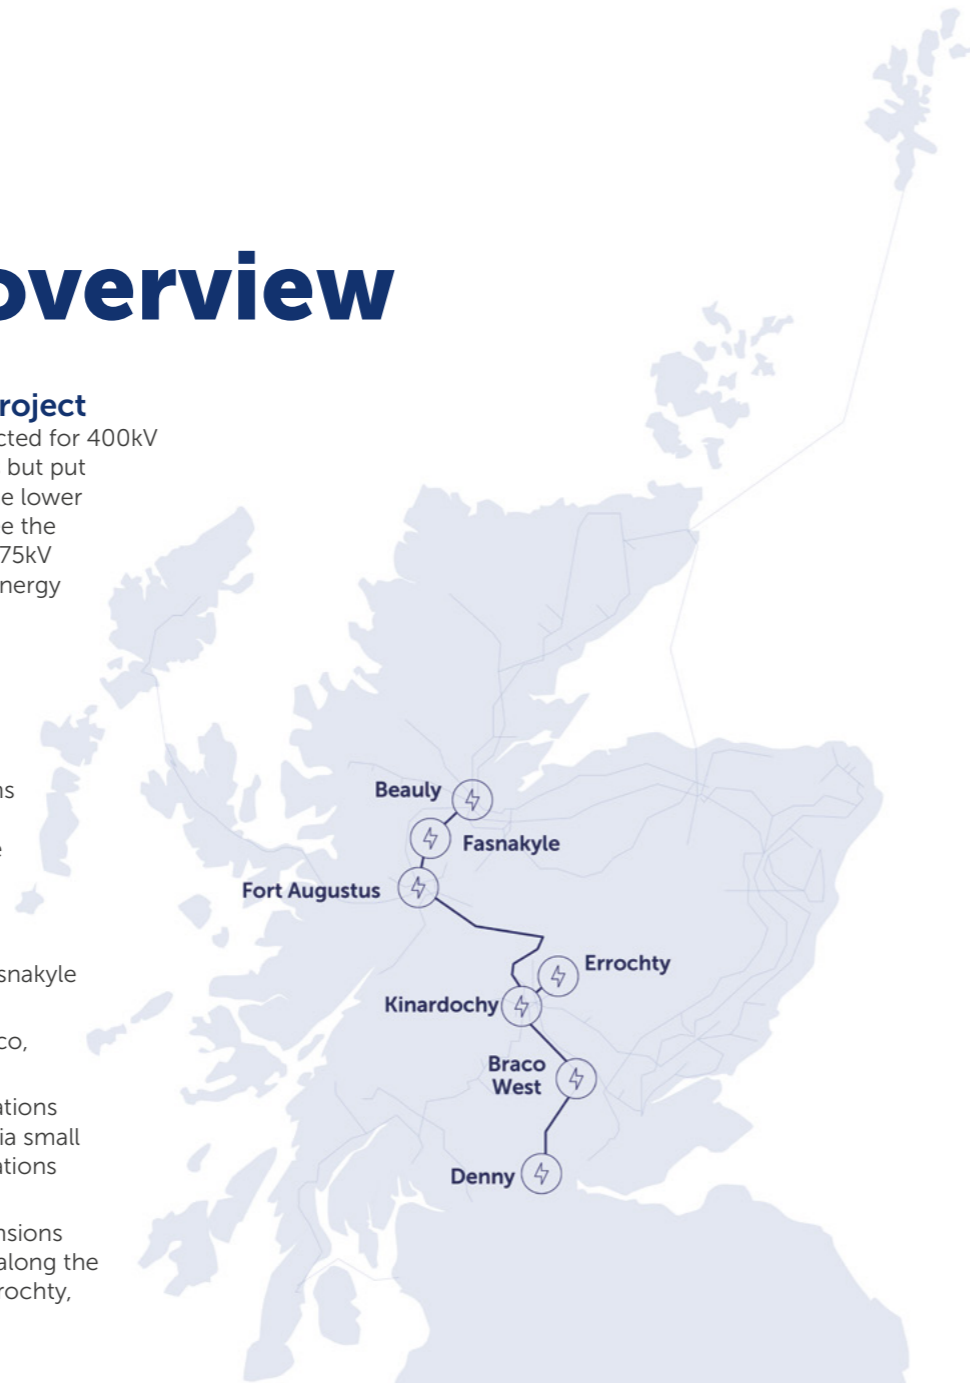 overview
roject
cted for 400kV
but put
e lower
e the
75kV
nergy
ns
e
snakyle
co,
ations
ia small
ations
nsions
along the
rochty,
Beauly
Fasnakyle
Fort Augustus
Errochty
Kinardochy
Braco
West
Denny